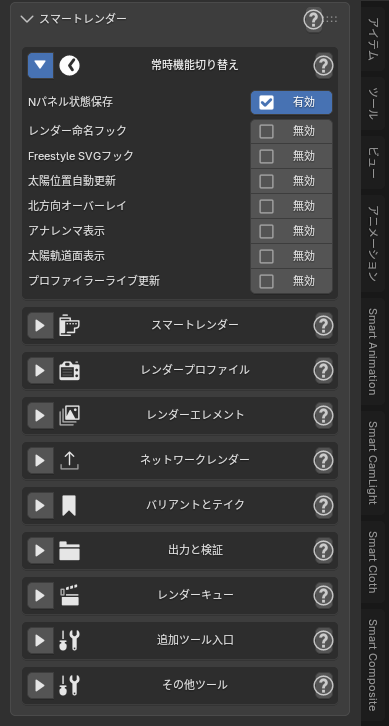 スマートレンダー
常時機能切り替え
Nパネル状態保存 有効
レンダー命名フック 無効
Freestyle SVGフック 無効
太陽位置自動更新 無効
北方向オーバーレイ 無効
アナレンマ表示 無効
太陽軌道面表示 無効
プロファイラーライブ更新 無効
スマートレンダー
レンダープロファイル
レンダーエレメント
ネットワークレンダー
バリアントとテイク
出力と検証
レンダーキュー
追加ツール入口
その他ツール
アイテム
ツール
ビュー
アニメーション
Smart Animation
Smart CamLight
Smart Cloth
Smart Composite